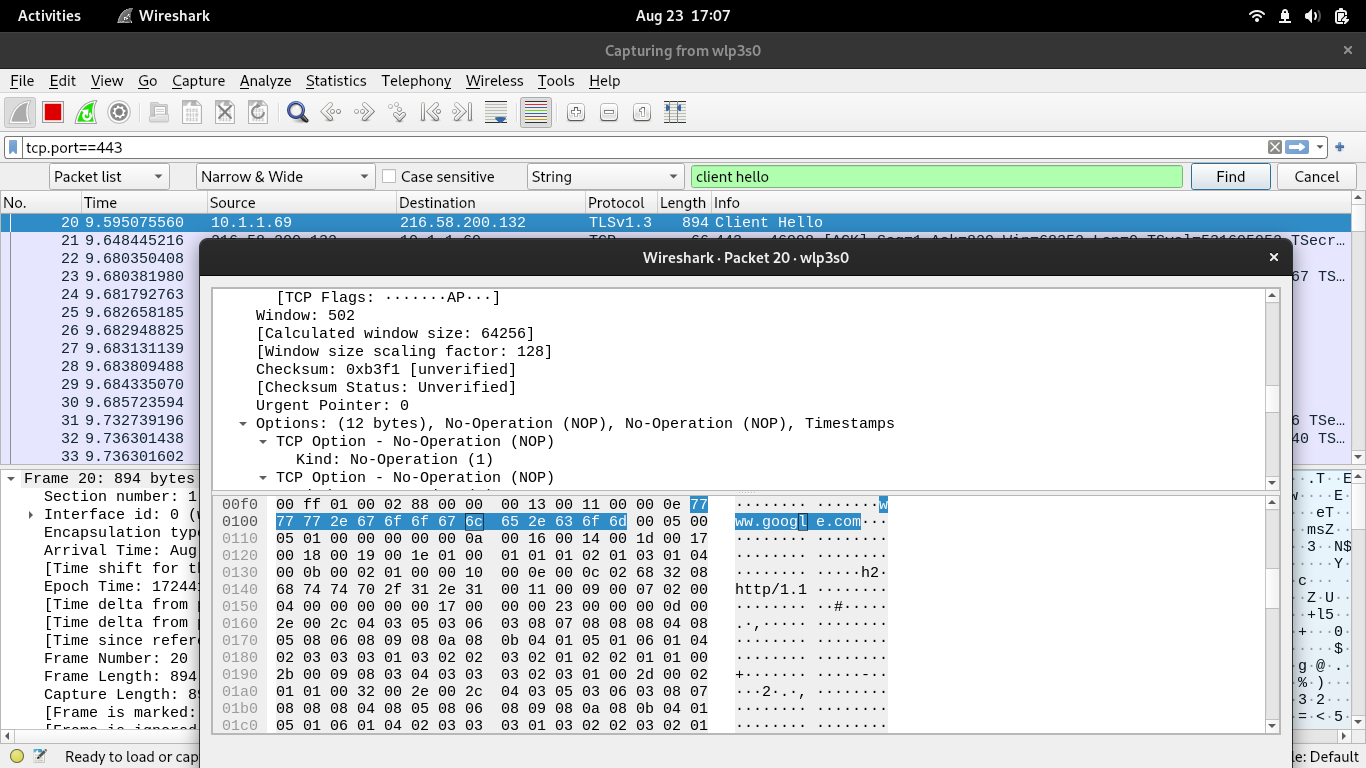 Activities Wireshark Aug 23 17:07
Capturing from wlp3s0 ×
File Edit View Go Capture Analyze Statistics Telephony Wireless Tools Help
tcp.port==443
Packet list Narrow & Wide Case sensitive String client hello Find Cancel
No. Time Source Destination Protocol Length Info
20 9.595075560 10.1.1.69 216.58.200.132 TLSv1.3 894 Client Hello
21 9.648445216
22 9.680350408
23 9.680381980 67 TS…
24 9.681792763
25 9.682658185
26 9.682948825
27 9.683131139
28 9.683809488
29 9.684335070
30 9.685723594
31 9.732739196 6 TSe…
32 9.736301438 40 TS…
33 9.736301602
Wireshark · Packet 20 · wlp3s0 ×
[TCP Flags: ·······AP···]
Window: 502
[Calculated window size: 64256]
[Window size scaling factor: 128]
Checksum: 0xb3f1 [unverified]
[Checksum Status: Unverified]
Urgent Pointer: 0
Options: (12 bytes), No-Operation (NOP), No-Operation (NOP), Timestamps
TCP Option - No-Operation (NOP)
Kind: No-Operation (1)
TCP Option - No-Operation (NOP)
00f0 00 ff 01 00 02 88 00 00 00 13 00 11 00 00 0e 77 ········ ·······w
0100 77 77 2e 67 6f 6f 67 6c 65 2e 63 6f 6d 00 05 00 ww.googl e.com···
0110 05 01 00 00 00 00 00 0a 00 16 00 14 00 1d 00 17 ········ ········
0120 00 18 00 19 00 1e 01 00 01 01 01 02 01 03 01 04 ········ ········
0130 00 0b 00 02 01 00 00 10 00 0e 00 0c 02 68 32 08 ········ ·····h2·
0140 68 74 74 70 2f 31 2e 31 00 11 00 09 00 07 02 00 http/1.1 ········
0150 04 00 00 00 00 00 17 00 00 00 23 00 00 00 0d 00 ········ ··#·····
0160 2e 00 2c 04 03 05 03 06 03 08 07 08 08 08 04 08 .·,····· ········
0170 05 08 06 08 09 08 0a 08 0b 04 01 05 01 06 01 04 ········ ········
0180 02 03 03 03 01 03 02 02 03 02 01 02 02 01 01 00 ········ ········
0190 2b 00 09 08 03 04 03 03 03 02 03 01 00 2d 00 02 +······· ·····-··
01a0 01 01 00 32 00 2e 00 2c 04 03 05 03 06 03 08 07 ···2·.·, ········
01b0 08 08 08 04 08 05 08 06 08 09 08 0a 08 0b 04 01 ········ ········
01c0 05 01 06 01 04 02 03 03 03 01 03 02 02 03 02 01 ········ ········
Frame 20: 894 bytes
Section number: 1
Interface id: 0 (w
Encapsulation type
Arrival Time: Aug
[Time shift for th
Epoch Time: 17244
[Time delta from p
[Time delta from p
[Time since refere
Frame Number: 20
Frame Length: 894
Capture Length: 89
[Frame is marked:
Ready to load or cap le: Default